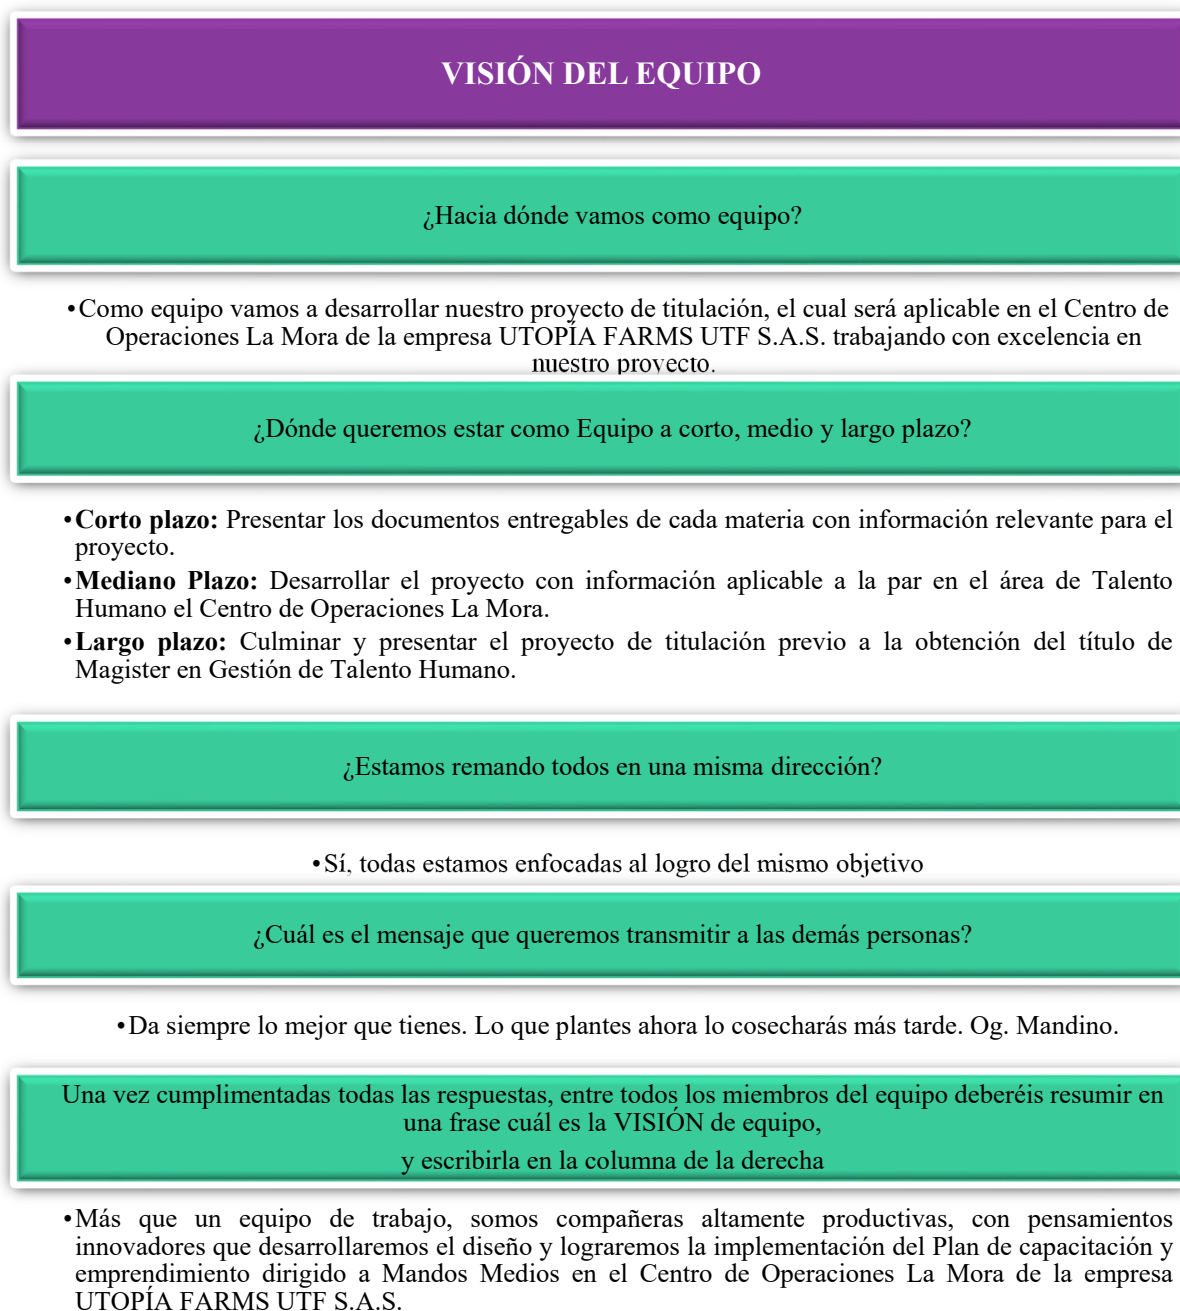 VISIÓN DEL EQUIPO
¿Hacia dónde vamos como equipo?
•Como equipo vamos a desarrollar nuestro proyecto de titulación, el cual será aplicable en el Centro de
Operaciones La Mora de la empresa UTOPÍA FARMS UTF S.A.S. trabajando con excelencia en
nuestro proyecto.
¿Dónde queremos estar como Equipo a corto, medio y largo plazo?
•Corto plazo: Presentar los documentos entregables de cada materia con información relevante para el
proyecto.
•Mediano Plazo: Desarrollar el proyecto con información aplicable a la par en el área de Talento
Humano el Centro de Operaciones La Mora.
•Largo plazo: Culminar y presentar el proyecto de titulación previo a la obtención del título de
Magister en Gestión de Talento Humano.
¿Estamos remando todos en una misma dirección?
•Sí, todas estamos enfocadas al logro del mismo objetivo
¿Cuál es el mensaje que queremos transmitir a las demás personas?
•Da siempre lo mejor que tienes. Lo que plantes ahora lo cosecharás más tarde. Og. Mandino.
Una vez cumplimentadas todas las respuestas, entre todos los miembros del equipo deberéis resumir en
una frase cuál es la VISIÓN de equipo,
y escribirla en la columna de la derecha
•Más que un equipo de trabajo, somos compañeras altamente productivas, con pensamientos
innovadores que desarrollaremos el diseño y lograremos la implementación del Plan de capacitación y
emprendimiento dirigido a Mandos Medios en el Centro de Operaciones La Mora de la empresa
UTOPÍA FARMS UTF S.A.S.